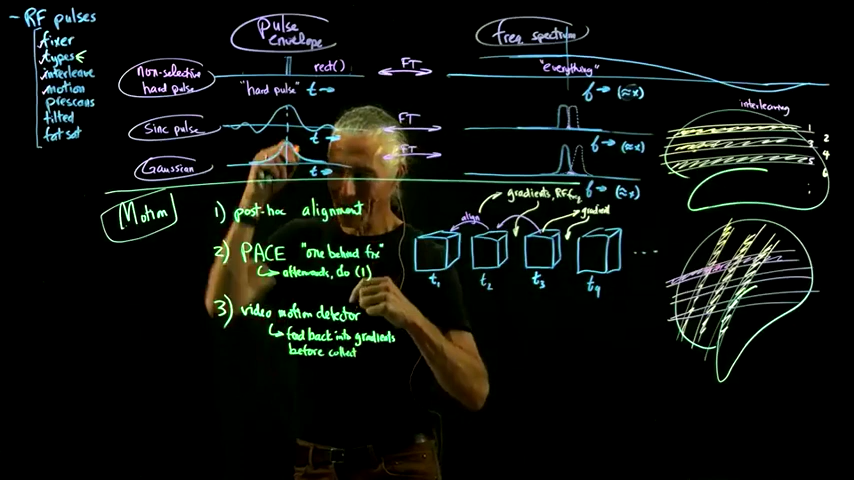 - RF pulses
fixer
types
interleave
motion
prescans
tilted
fat sat
pulse
envelope
freq spectrum
non-selective
hard pulse
rect()
"hard pulse" t →
FT
"everything"
f → (≈x)
Sinc pulse
t →
FT
f → (≈x)
Gaussian
t →
FT
f → (≈x)
interleaving
1
2
3
4
5
6
Motion
1) post-hoc alignment
2) PACE "one behind fix"
afterwards, do (1)
3) video motion detector
feed back into gradients
before collect
gradients, RF freq
align
gradient
t1
t2
t3
t4
...